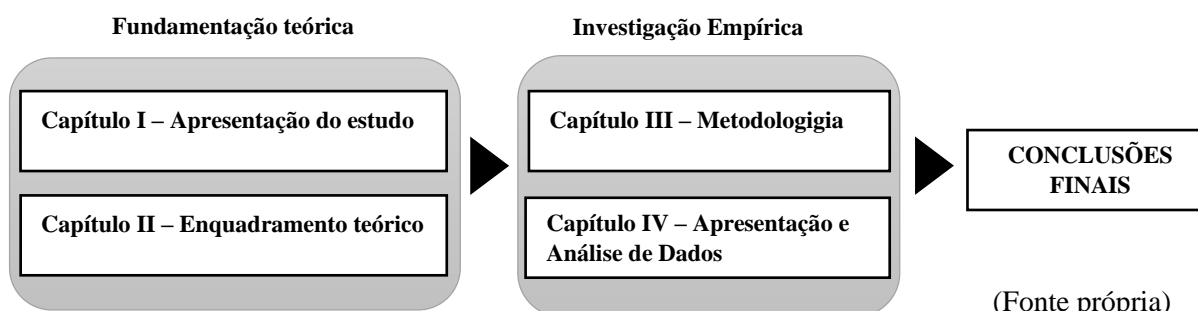 Fundamentação teórica
Investigação Empírica
Capítulo I – Apresentação do estudo
Capítulo II – Enquadramento teórico
Capítulo III – Metodologigia
Capítulo IV – Apresentação e
Análise de Dados
CONCLUSÕES
FINAIS
(Fonte própria)